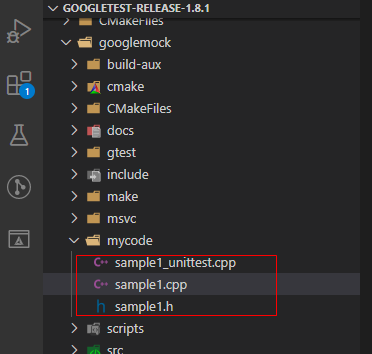 GOOGLETEST-RELEASE-1.8.1
CMakeFiles
googlemock
build-aux
cmake
CMakeFiles
docs
gtest
include
make
msvc
mycode
C++ sample1_unittest.cpp
C++ sample1.cpp
h sample1.h
scripts
src
1